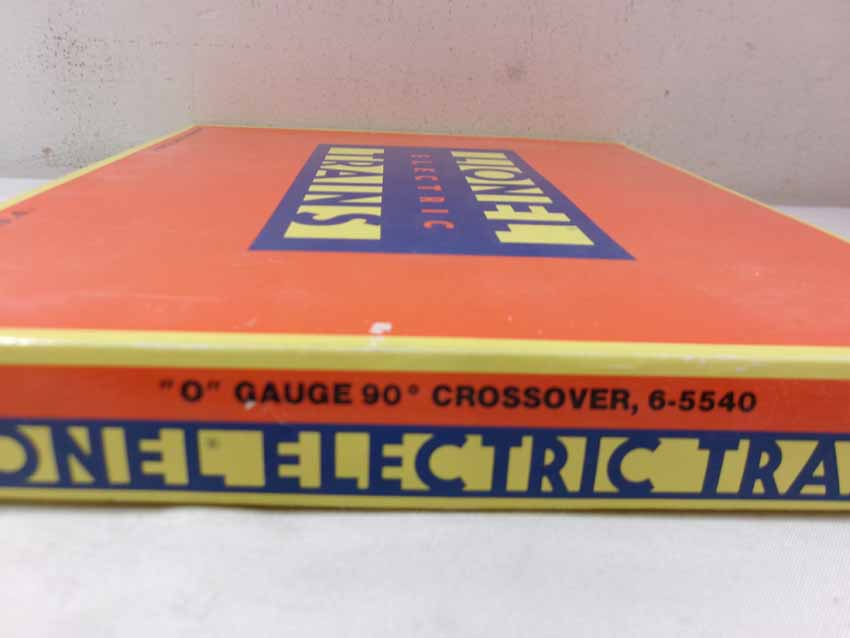 LIONEL
ELECTRIC
TRAINS
"O" GAUGE 90° CROSSOVER, 6-5540
ONEL® ELECTRIC TRA